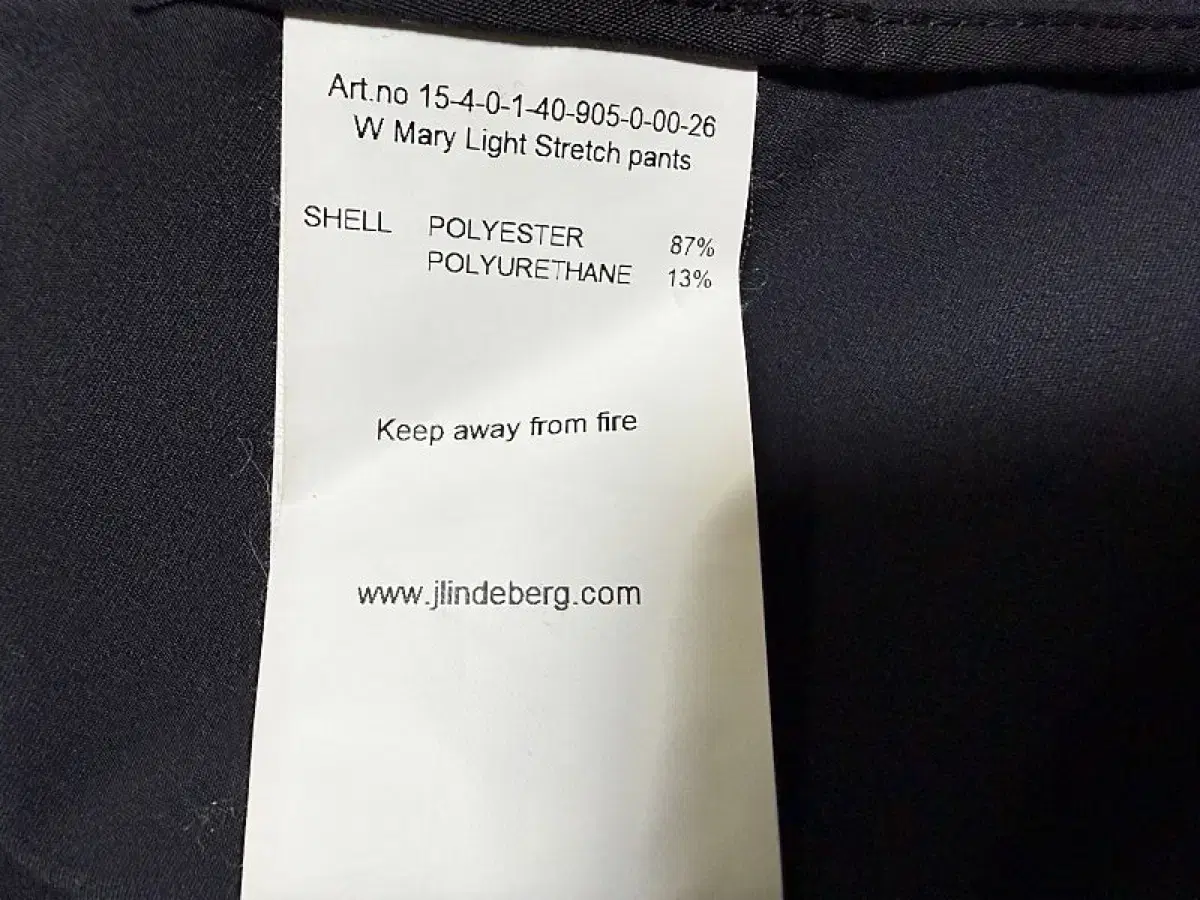 Art.no 15-4-0-1-40-905-0-00-26
W Mary Light Stretch pants
SHELL POLYESTER 87%
POLYURETHANE 13%
Keep away from fire
www.jlindeberg.com